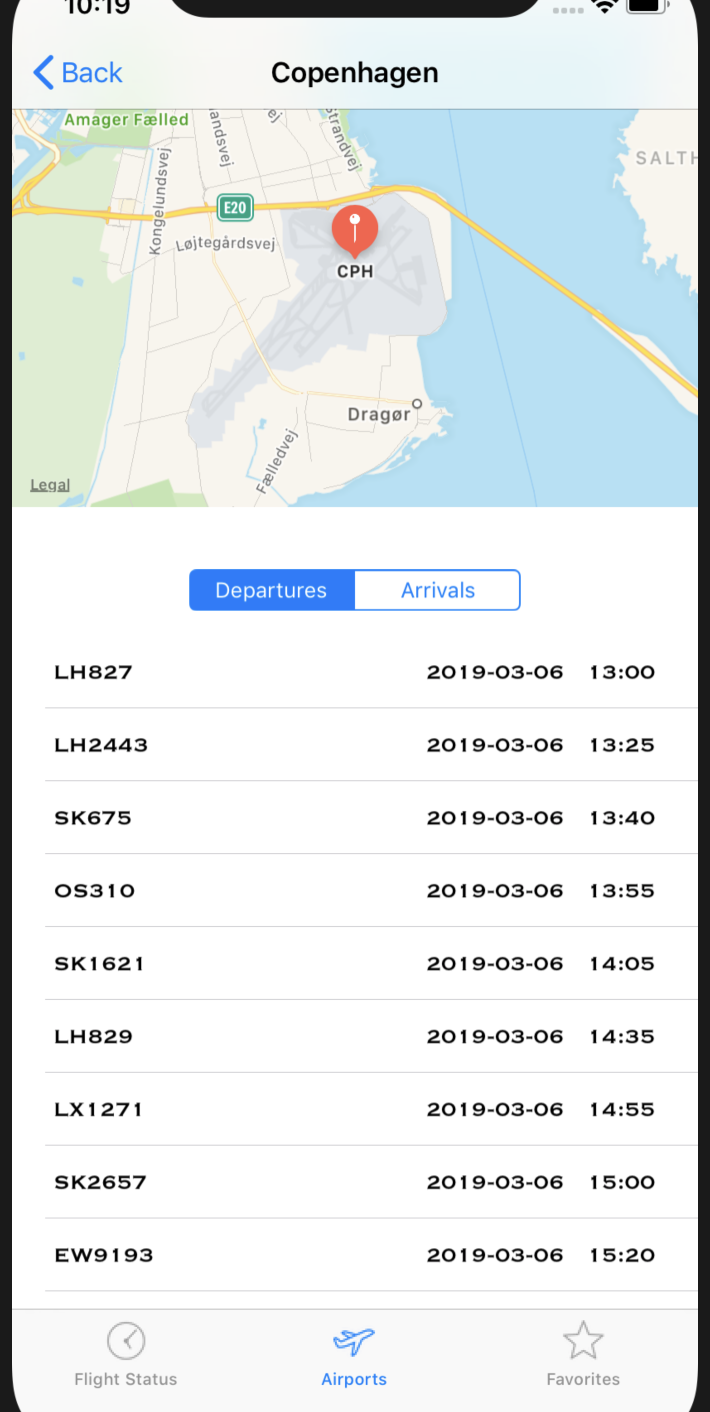 10:19
Back Copenhagen
Amager Fælled
landsvej
ej
Strandvej
SALTH
Kongelundsvej
E20
Løjtegårdsvej
CPH
Dragør
Fælledvej
Legal
Departures Arrivals
LH827 2019-03-06 13:00
LH2443 2019-03-06 13:25
SK675 2019-03-06 13:40
OS310 2019-03-06 13:55
SK1621 2019-03-06 14:05
LH829 2019-03-06 14:35
LX1271 2019-03-06 14:55
SK2657 2019-03-06 15:00
EW9193 2019-03-06 15:20
Flight Status Airports Favorites